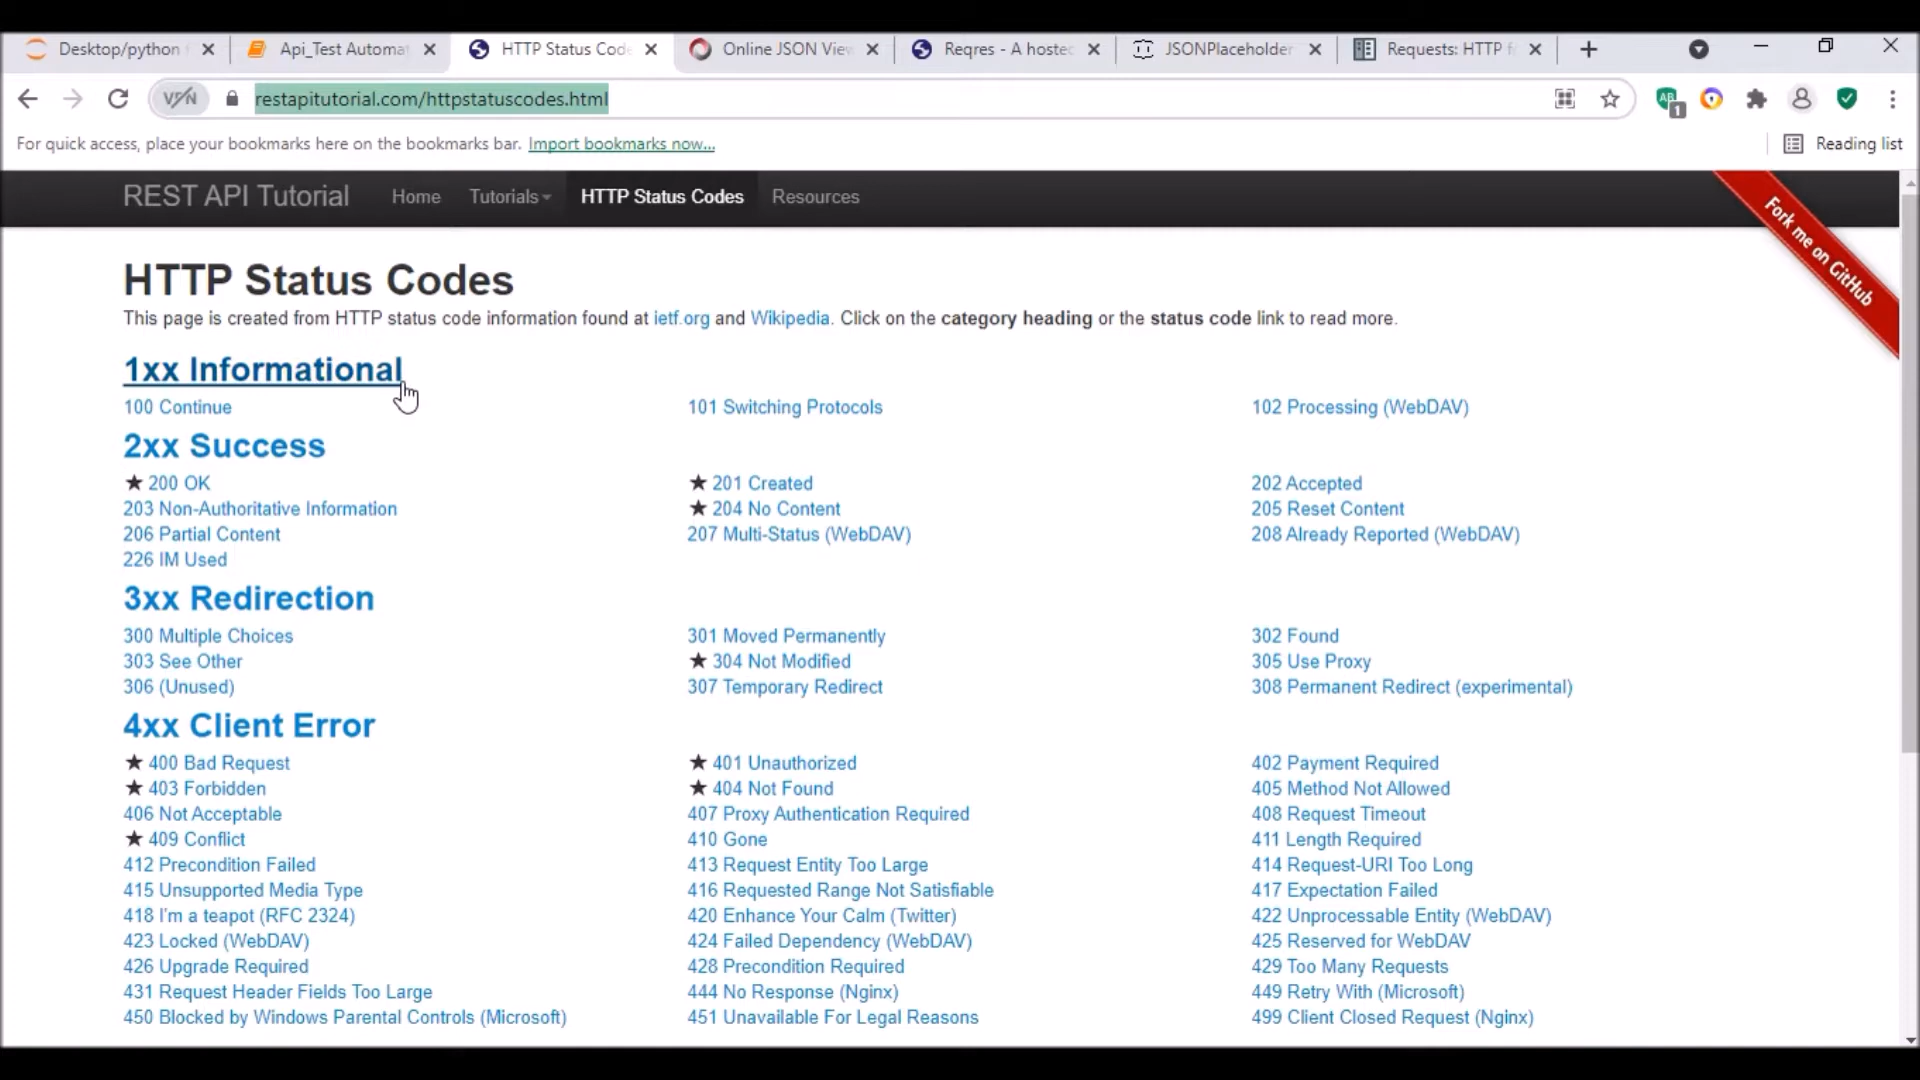 Desktop/python Api_Test Automat HTTP Status Code Online JSON View Reqres - A hosted JSONPlaceholder Requests: HTTP f
VPN restapitutorial.com/httpstatuscodes.html AB 1
For quick access, place your bookmarks here on the bookmarks bar. Import bookmarks now... Reading list
REST API Tutorial Home Tutorials HTTP Status Codes Resources
Fork me on GitHub
HTTP Status Codes
This page is created from HTTP status code information found at ietf.org and Wikipedia. Click on the category heading or the status code link to read more.
1xx Informational
100 Continue 101 Switching Protocols 102 Processing (WebDAV)
2xx Success
★ 200 OK ★ 201 Created 202 Accepted
203 Non-Authoritative Information ★ 204 No Content 205 Reset Content
206 Partial Content 207 Multi-Status (WebDAV) 208 Already Reported (WebDAV)
226 IM Used
3xx Redirection
300 Multiple Choices 301 Moved Permanently 302 Found
303 See Other ★ 304 Not Modified 305 Use Proxy
306 (Unused) 307 Temporary Redirect 308 Permanent Redirect (experimental)
4xx Client Error
★ 400 Bad Request ★ 401 Unauthorized 402 Payment Required
★ 403 Forbidden ★ 404 Not Found 405 Method Not Allowed
406 Not Acceptable 407 Proxy Authentication Required 408 Request Timeout
★ 409 Conflict 410 Gone 411 Length Required
412 Precondition Failed 413 Request Entity Too Large 414 Request-URI Too Long
415 Unsupported Media Type 416 Requested Range Not Satisfiable 417 Expectation Failed
418 I'm a teapot (RFC 2324) 420 Enhance Your Calm (Twitter) 422 Unprocessable Entity (WebDAV)
423 Locked (WebDAV) 424 Failed Dependency (WebDAV) 425 Reserved for WebDAV
426 Upgrade Required 428 Precondition Required 429 Too Many Requests
431 Request Header Fields Too Large 444 No Response (Nginx) 449 Retry With (Microsoft)
450 Blocked by Windows Parental Controls (Microsoft) 451 Unavailable For Legal Reasons 499 Client Closed Request (Nginx)